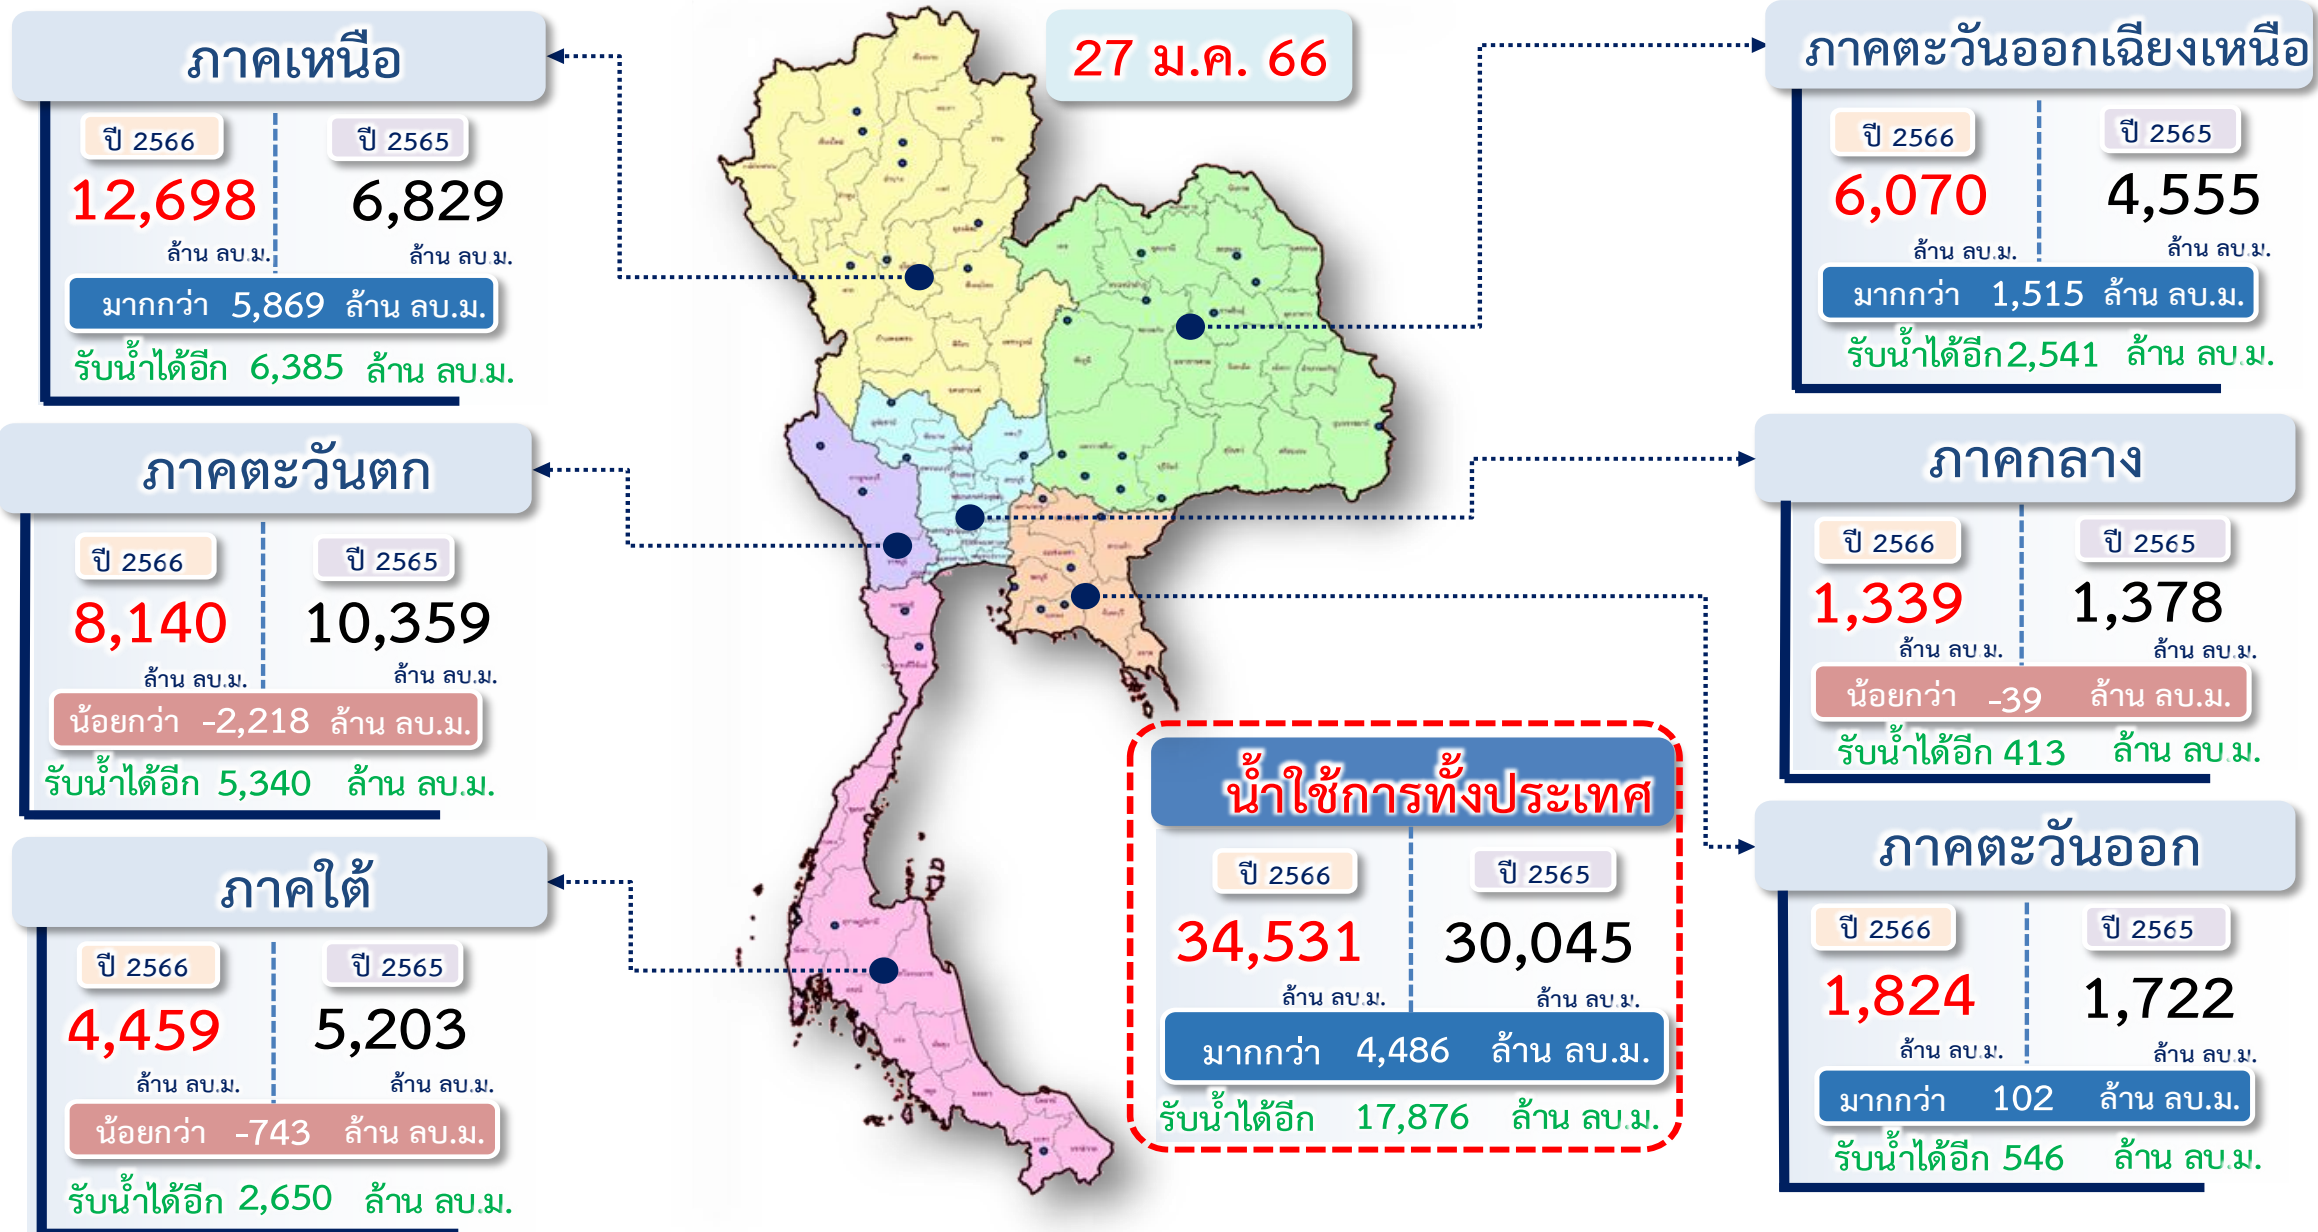 27 ม.ค. 66
ภาคเหนือ
ปี 2566 ปี 2565
12,698 6,829
ล้าน ลบ.ม. ล้าน ลบ.ม.
มากกว่า 5,869 ล้าน ลบ.ม.
รับน้ำได้อีก 6,385 ล้าน ลบ.ม.
ภาคตะวันตก
ปี 2566 ปี 2565
8,140 10,359
ล้าน ลบ.ม. ล้าน ลบ.ม.
น้อยกว่า -2,218 ล้าน ลบ.ม.
รับน้ำได้อีก 5,340 ล้าน ลบ.ม.
ภาคใต้
ปี 2566 ปี 2565
4,459 5,203
ล้าน ลบ.ม. ล้าน ลบ.ม.
น้อยกว่า -743 ล้าน ลบ.ม.
รับน้ำได้อีก 2,650 ล้าน ลบ.ม.
น้ำใช้การทั้งประเทศ
ปี 2566 ปี 2565
34,531 30,045
ล้าน ลบ.ม. ล้าน ลบ.ม.
มากกว่า 4,486 ล้าน ลบ.ม.
รับน้ำได้อีก 17,876 ล้าน ลบ.ม.
ภาคตะวันออกเฉียงเหนือ
ปี 2566 ปี 2565
6,070 4,555
ล้าน ลบ.ม. ล้าน ลบ.ม.
มากกว่า 1,515 ล้าน ลบ.ม.
รับน้ำได้อีก 2,541 ล้าน ลบ.ม.
ภาคกลาง
ปี 2566 ปี 2565
1,339 1,378
ล้าน ลบ.ม. ล้าน ลบ.ม.
น้อยกว่า -39 ล้าน ลบ.ม.
รับน้ำได้อีก 413 ล้าน ลบ.ม.
ภาคตะวันออก
ปี 2566 ปี 2565
1,824 1,722
ล้าน ลบ.ม. ล้าน ลบ.ม.
มากกว่า 102 ล้าน ลบ.ม.
รับน้ำได้อีก 546 ล้าน ลบ.ม.